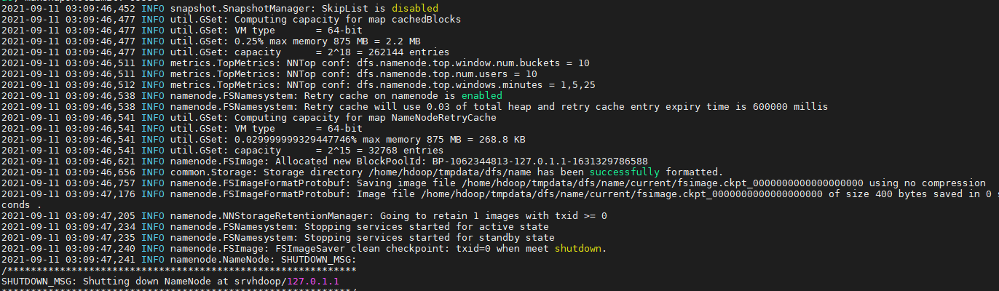 2021-09-11 03:09:46,452 INFO snapshot.SnapshotManager: SkipList is disabled
2021-09-11 03:09:46,477 INFO util.GSet: Computing capacity for map cachedBlocks
2021-09-11 03:09:46,477 INFO util.GSet: VM type       = 64-bit
2021-09-11 03:09:46,477 INFO util.GSet: 0.25% max memory 875 MB = 2.2 MB
2021-09-11 03:09:46,477 INFO util.GSet: capacity      = 2^18 = 262144 entries
2021-09-11 03:09:46,511 INFO metrics.TopMetrics: NNTop conf: dfs.namenode.top.window.num.buckets = 10
2021-09-11 03:09:46,511 INFO metrics.TopMetrics: NNTop conf: dfs.namenode.top.num.users = 10
2021-09-11 03:09:46,512 INFO metrics.TopMetrics: NNTop conf: dfs.namenode.top.windows.minutes = 1,5,25
2021-09-11 03:09:46,538 INFO namenode.FSNamesystem: Retry cache on namenode is enabled
2021-09-11 03:09:46,538 INFO namenode.FSNamesystem: Retry cache will use 0.03 of total heap and retry cache entry expiry time is 600000 millis
2021-09-11 03:09:46,541 INFO util.GSet: Computing capacity for map NameNodeRetryCache
2021-09-11 03:09:46,541 INFO util.GSet: VM type       = 64-bit
2021-09-11 03:09:46,541 INFO util.GSet: 0.029999999329447746% max memory 875 MB = 268.8 KB
2021-09-11 03:09:46,541 INFO util.GSet: capacity      = 2^15 = 32768 entries
2021-09-11 03:09:46,621 INFO namenode.FSImage: Allocated new BlockPoolId: BP-1062344813-127.0.1.1-1631329786588
2021-09-11 03:09:46,656 INFO common.Storage: Storage directory /home/hdoop/tmpdata/dfs/name has been successfully formatted.
2021-09-11 03:09:46,757 INFO namenode.FSImageFormatProtobuf: Saving image file /home/hdoop/tmpdata/dfs/name/current/fsimage.ckpt_0000000000000000000 using no compression
2021-09-11 03:09:47,176 INFO namenode.FSImageFormatProtobuf: Image file /home/hdoop/tmpdata/dfs/name/current/fsimage.ckpt_0000000000000000000 of size 400 bytes saved in 0 s
conds .
2021-09-11 03:09:47,205 INFO namenode.NNStorageRetentionManager: Going to retain 1 images with txid >= 0
2021-09-11 03:09:47,234 INFO namenode.FSNamesystem: Stopping services started for active state
2021-09-11 03:09:47,235 INFO namenode.FSNamesystem: Stopping services started for standby state
2021-09-11 03:09:47,240 INFO namenode.FSImage: FSImageSaver clean checkpoint: txid=0 when meet shutdown.
2021-09-11 03:09:47,241 INFO namenode.NameNode: SHUTDOWN_MSG:
/************************************************************
SHUTDOWN_MSG: Shutting down NameNode at srvhdoop/127.0.1.1
************************************************************/